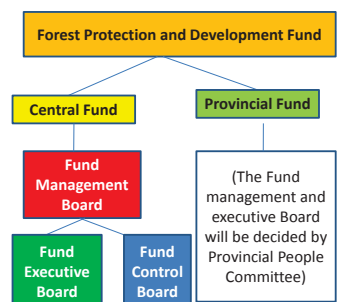 Forest Protection and Development Fund
Central Fund
Provincial Fund
Fund
Management
Board
(The Fund
management and
executive Board
will be decided by
Provincial People
Committee)
Fund
Executive
Board
Fund
Control
Board